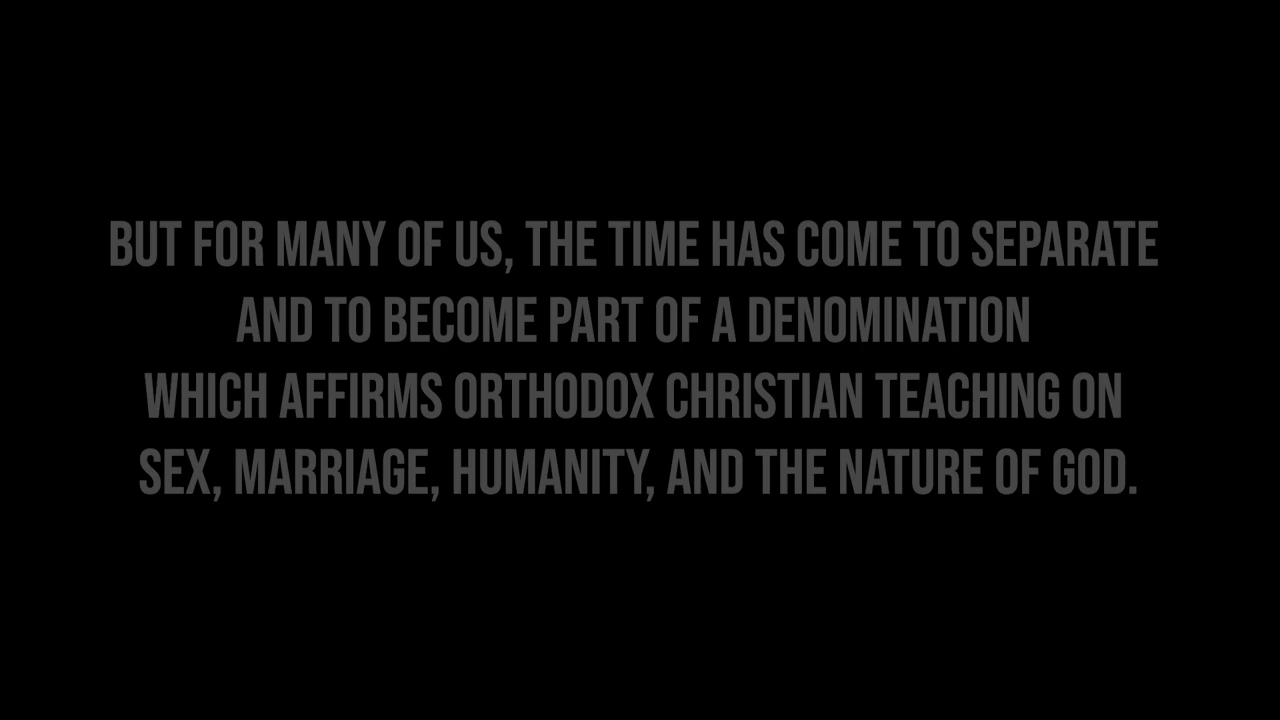 BUT FOR MANY OF US, THE TIME HAS COME TO SEPARATE
AND TO BECOME PART OF A DENOMINATION
WHICH AFFIRMS ORTHODOX CHRISTIAN TEACHING ON
SEX, MARRIAGE, HUMANITY, AND THE NATURE OF GOD.